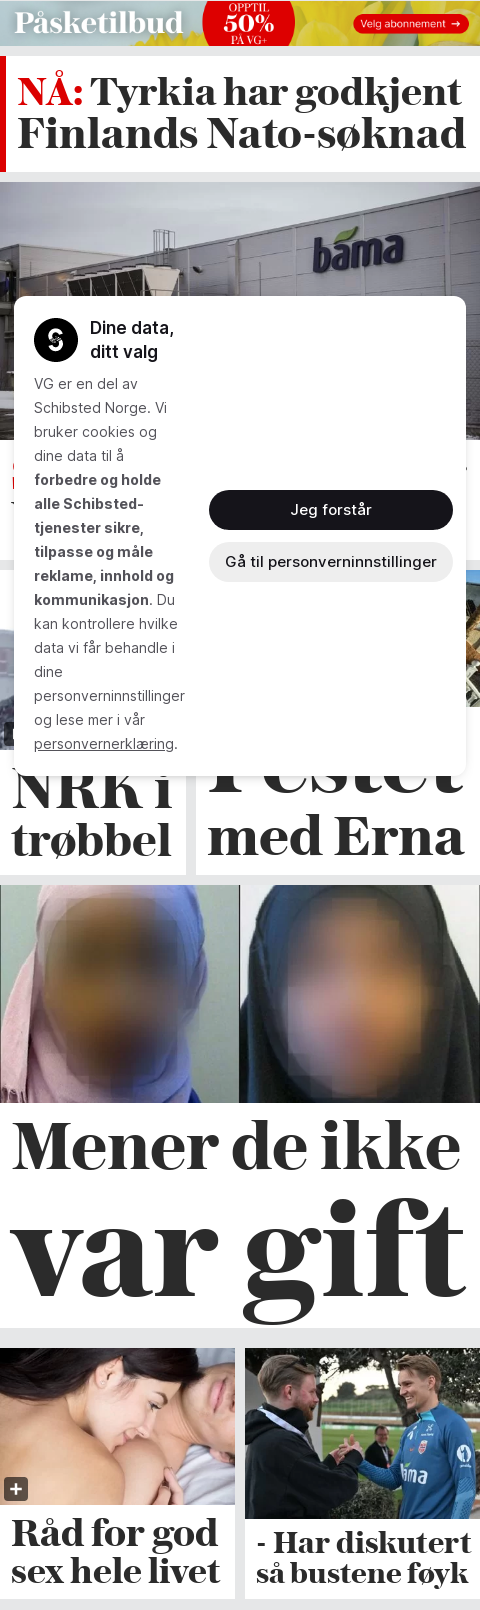 Påsketilbud
OPPTIL
50%
PÅ VG+
Velg abonnement →
NÅ: Tyrkia har godkjent
Finlands Nato-søknad
bama
Dine data,
ditt valg
VG er en del av
Schibsted Norge. Vi
bruker cookies og
dine data til å
forbedre og holde
alle Schibsted-
tjenester sikre,
tilpasse og måle
reklame, innhold og
kommunikasjon. Du
kan kontrollere hvilke
data vi får behandle i
dine
personverninnstillinger
og lese mer i vår
personvernerklæring.
Jeg forstår
Gå til personverninnstillinger
NRK i
trøbbel
Festet
med Erna
Mener de ikke
var gift
Råd for god
sex hele livet
bama
- Har diskutert
så bustene føyk